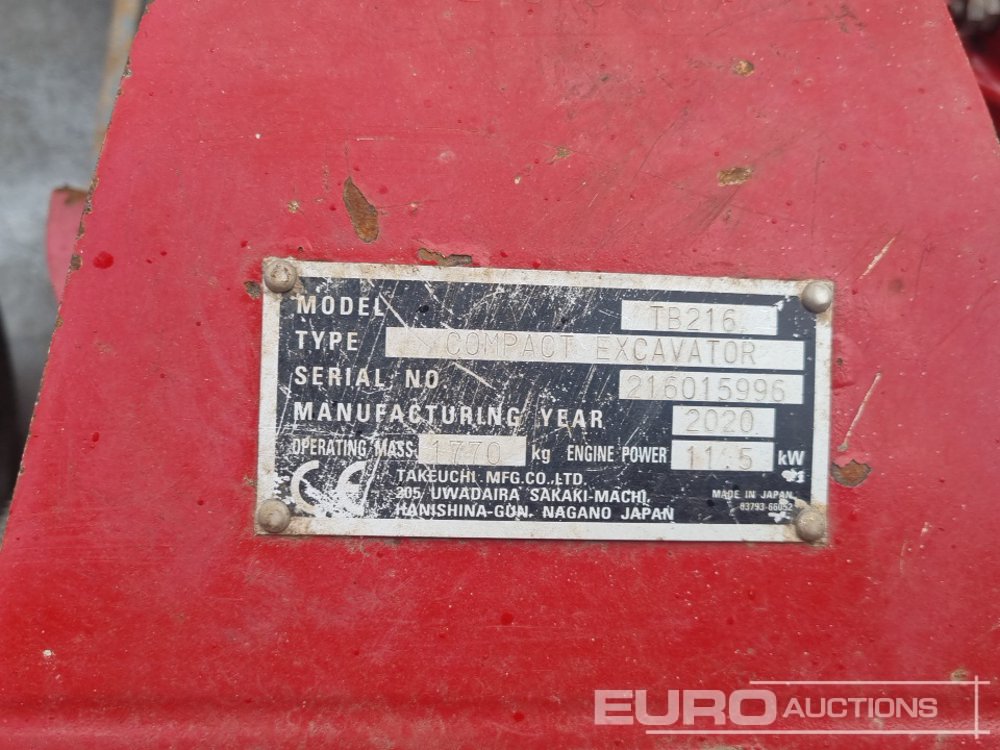 MODEL TB216
TYPE COMPACT EXCAVATOR
SERIAL NO. 216015996
MANUFACTURING YEAR 2020
OPERATING MASS 1770 kg ENGINE POWER 11.5 kW
CE TAKEUCHI MFG.CO.,LTD.
205, UWADAIRA SAKAKI-MACHI,
HANISHINA-GUN. NAGANO JAPAN
MADE IN JAPAN
03793-66052
EURO AUCTIONS